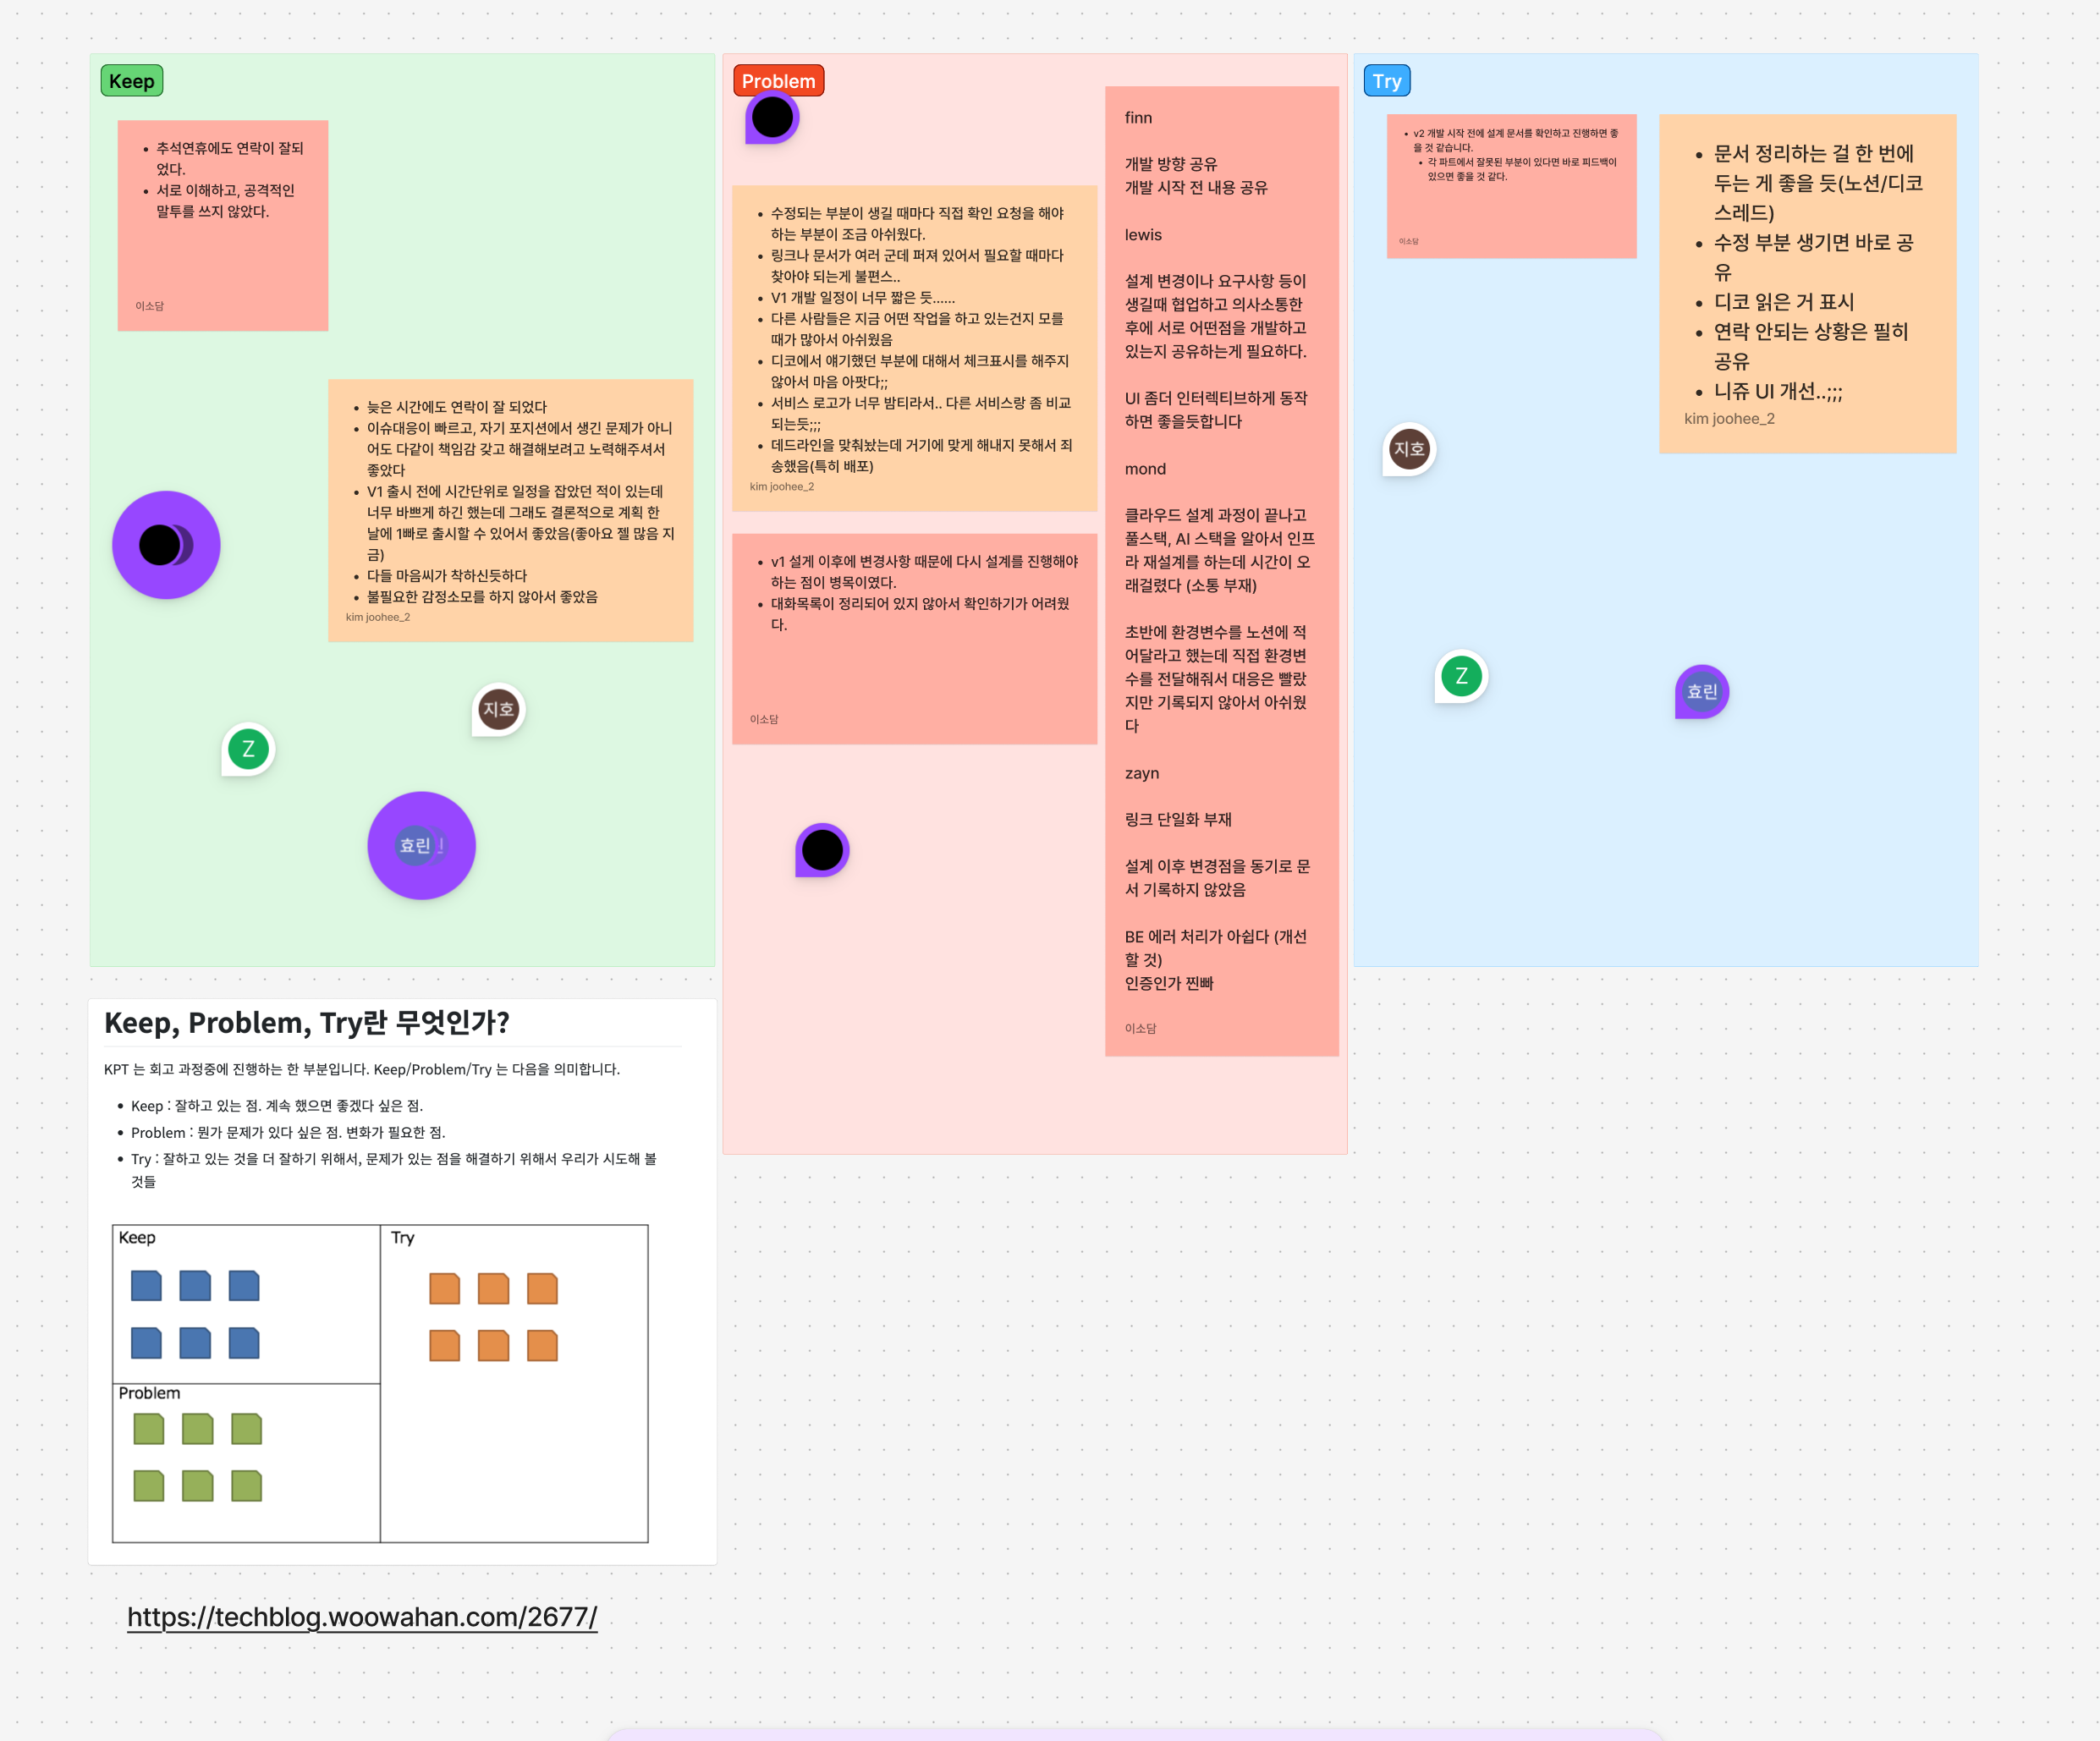 Keep
추석연휴에도 연락이 잘되
었다.
서로 이해하고, 공격적인
말투를 쓰지 않았다.
이소담
늦은 시간에도 연락이 잘 되었다
이슈대응이 빠르고, 자기 포지션에서 생긴 문제가 아니
어도 다같이 책임감 갖고 해결해보려고 노력해주셔서
좋았다
V1 출시 전에 시간단위로 일정을 잡았던 적이 있는데
너무 바쁘게 하긴 했는데 그래도 결론적으로 계획 한
날에 1빠로 출시할 수 있어서 좋았음(좋아요 젤 많음 지
금)
다들 마음씨가 착하신듯하다
불필요한 감정소모를 하지 않아서 좋았음
kim joohee_2
지호
Z
효린
Problem
수정되는 부분이 생길 때마다 직접 확인 요청을 해야
하는 부분이 조금 아쉬웠다.
링크나 문서가 여러 군데 퍼져 있어서 필요할 때마다
찾아야 되는게 불편스..
V1 개발 일정이 너무 짧은 듯......
다른 사람들은 지금 어떤 작업을 하고 있는건지 모를
때가 많아서 아쉬웠음
디코에서 얘기했던 부분에 대해서 체크표시를 해주지
않아서 마음 아팟다;;
서비스 로고가 너무 밤티라서.. 다른 서비스랑 좀 비교
되는듯;;;
데드라인을 맞춰놨는데 거기에 맞게 해내지 못해서 죄
송했음(특히 배포)
kim joohee_2
v1 설게 이후에 변경사항 때문에 다시 설계를 진행해야
하는 점이 병목이였다.
대화목록이 정리되어 있지 않아서 확인하기가 어려웠
다.
이소담
finn
개발 방향 공유
개발 시작 전 내용 공유
lewis
설계 변경이나 요구사항 등이
생길때 협업하고 의사소통한
후에 서로 어떤점을 개발하고
있는지 공유하는게 필요하다.
UI 좀더 인터렉티브하게 동작
하면 좋을듯합니다
mond
클라우드 설계 과정이 끝나고
풀스택, AI 스택을 알아서 인프
라 재설계를 하는데 시간이 오
래걸렸다 (소통 부재)
초반에 환경변수를 노션에 적
어달라고 했는데 직접 환경변
수를 전달해줘서 대응은 빨랐
지만 기록되지 않아서 아쉬웠
다
zayn
링크 단일화 부재
설계 이후 변경점을 동기로 문
서 기록하지 않았음
BE 에러 처리가 아쉽다 (개선
할 것)
인증인가 찐빠
이소담
Try
v2 개발 시작 전에 설계 문서를 확인하고 진행하면 좋
을 것 같습니다.
각 파트에서 잘못된 부분이 있다면 바로 피드백이
있으면 좋을 것 같다.
이소담
문서 정리하는 걸 한 번에
두는 게 좋을 듯(노션/디코
스레드)
수정 부분 생기면 바로 공
유
디코 읽은 거 표시
연락 안되는 상황은 필히
공유
니쥬 UI 개선..;;;
kim joohee_2
지호
Z
효린
Keep, Problem, Try란 무엇인가?
KPT 는 회고 과정중에 진행하는 한 부분입니다. Keep/Problem/Try 는 다음을 의미합니다.
Keep : 잘하고 있는 점. 계속 했으면 좋겠다 싶은 점.
Problem : 뭔가 문제가 있다 싶은 점. 변화가 필요한 점.
Try : 잘하고 있는 것을 더 잘하기 위해서, 문제가 있는 점을 해결하기 위해서 우리가 시도해 볼
것들
Keep
Try
Problem
https://techblog.woowahan.com/2677/